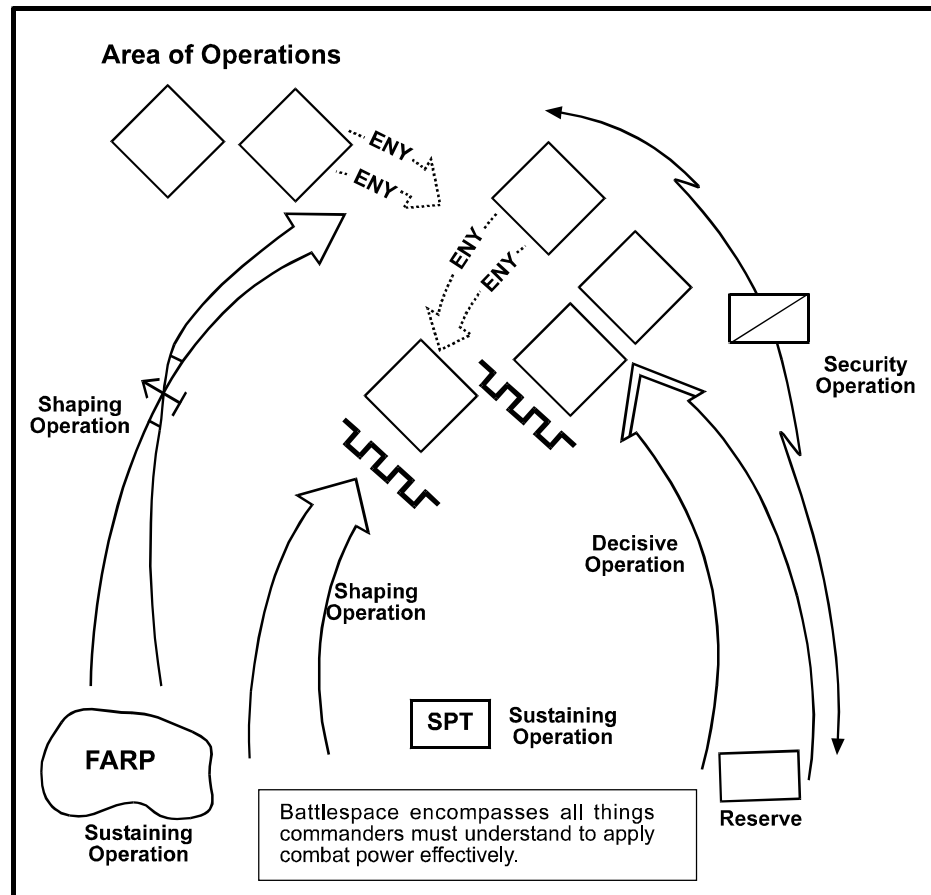 Area of Operations
ENY
ENY
ENY
ENY
Security
Operation
Shaping
Operation
Decisive
Operation
Shaping
Operation
SPT
Sustaining
Operation
FARP
Sustaining
Operation
Reserve
Battlespace encompasses all things
commanders must understand to apply
combat power effectively.